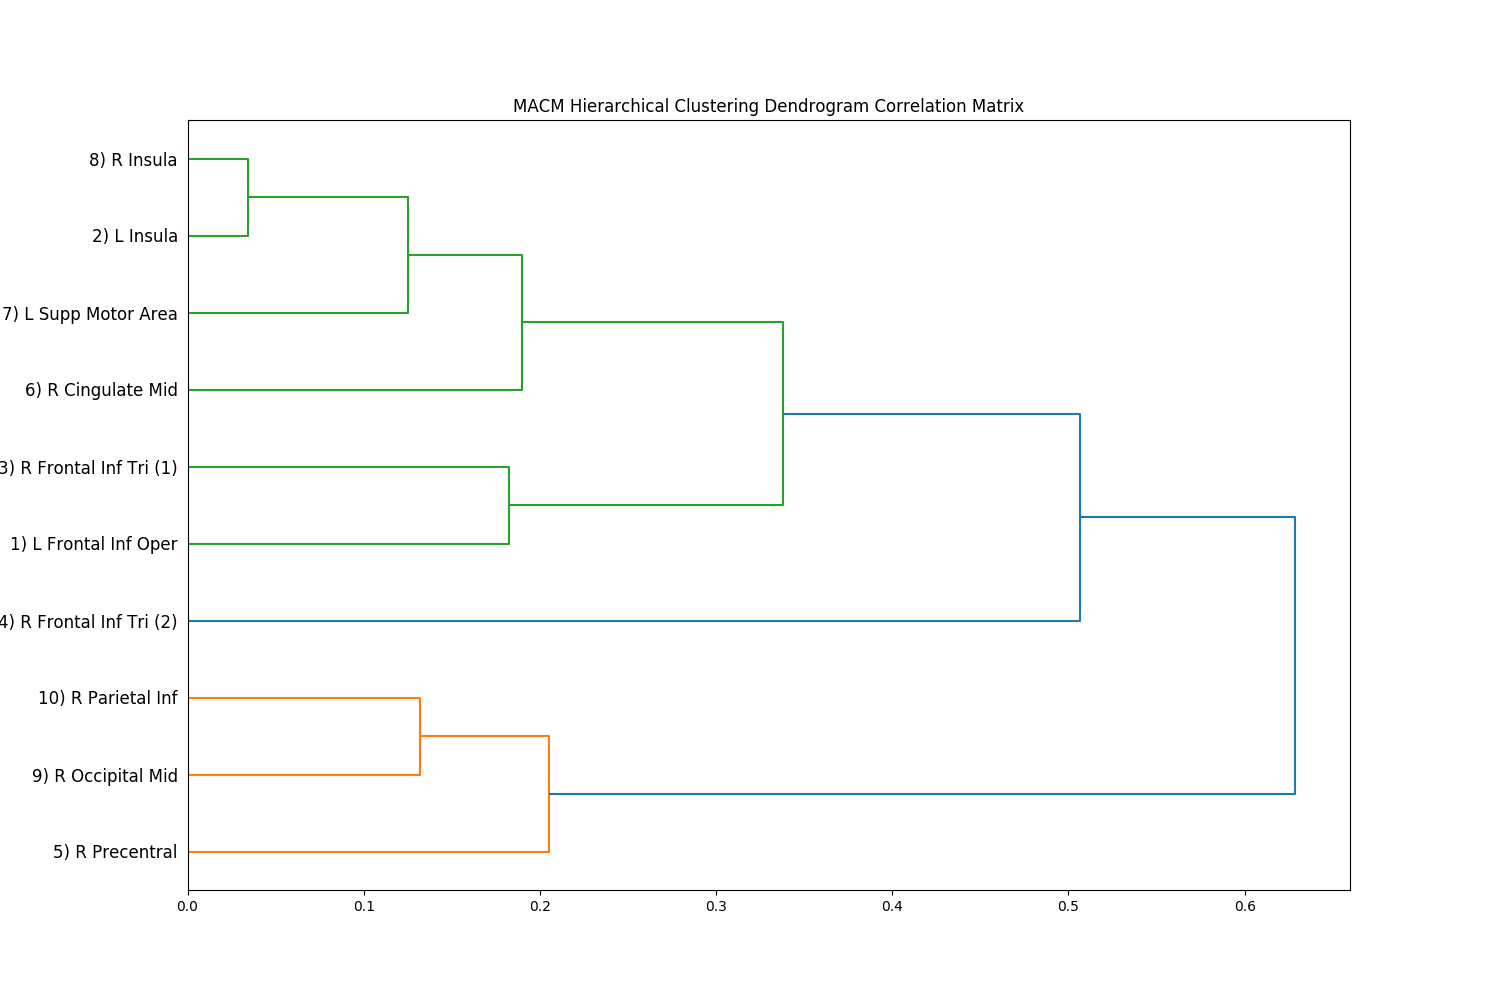 MACM Hierarchical Clustering Dendrogram Correlation Matrix
8) R Insula
2) L Insula
7) L Supp Motor Area
6) R Cingulate Mid
3) R Frontal Inf Tri (1)
1) L Frontal Inf Oper
4) R Frontal Inf Tri (2)
10) R Parietal Inf
9) R Occipital Mid
5) R Precentral
0.0 0.1 0.2 0.3 0.4 0.5 0.6